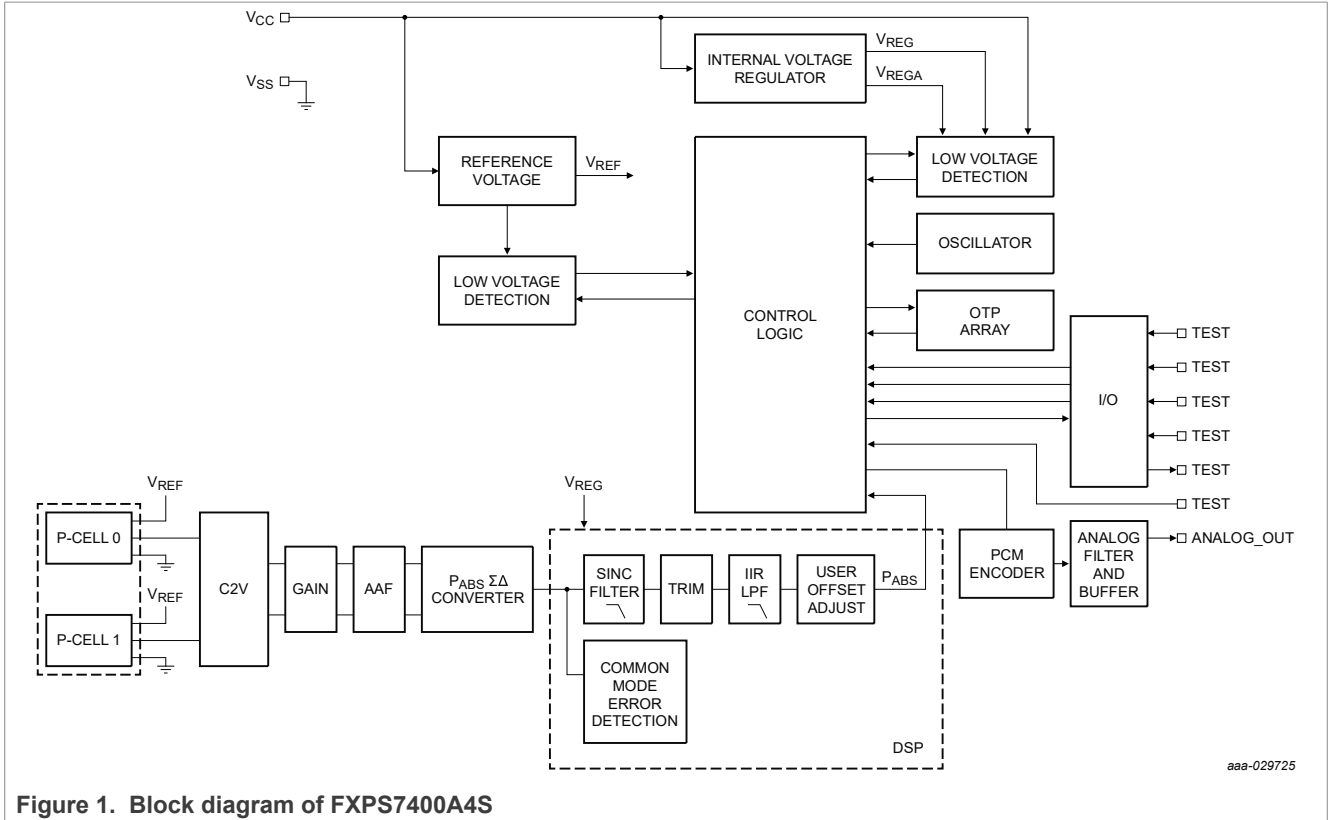 VCC
VSS
INTERNAL VOLTAGE
REGULATOR
VREG
VREGA
REFERENCE
VOLTAGE
VREF
LOW VOLTAGE
DETECTION
LOW VOLTAGE
DETECTION
OSCILLATOR
OTP
ARRAY
CONTROL
LOGIC
I/O
TEST
TEST
TEST
TEST
TEST
TEST
VREF
P-CELL 0
VREF
P-CELL 1
C2V
GAIN
AAF
PABS ΣΔ
CONVERTER
VREG
SINC
FILTER
TRIM
IIR
LPF
USER
OFFSET
ADJUST
PABS
COMMON
MODE
ERROR
DETECTION
DSP
PCM
ENCODER
ANALOG
FILTER
AND
BUFFER
ANALOG_OUT
aaa-029725
Figure 1. Block diagram of FXPS7400A4S